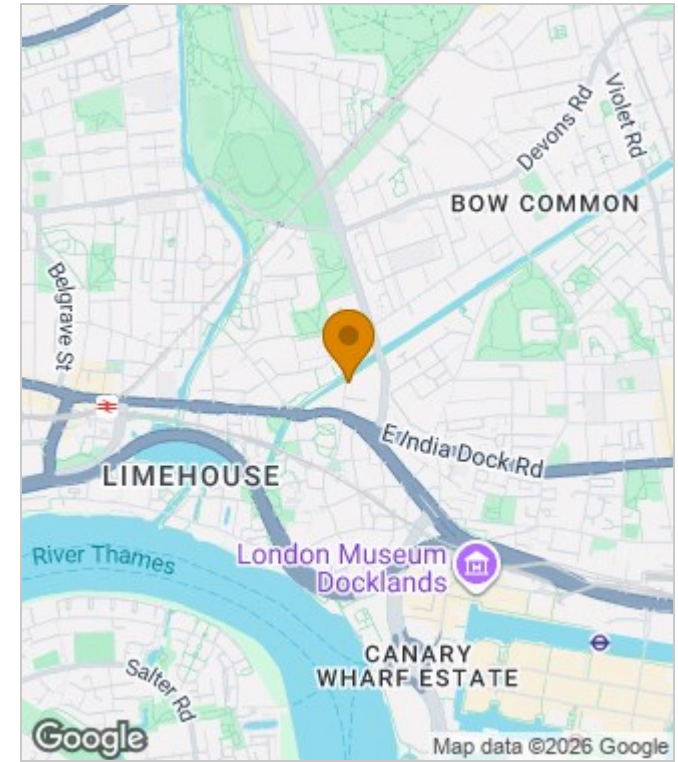 Devons Rd
Violet Rd
BOW COMMON
Belgrave St
E India Dock Rd
LIMEHOUSE
River Thames
London Museum
Docklands
CANARY
WHARF ESTATE
Salter Rd
Google
Map data ©2026 Google